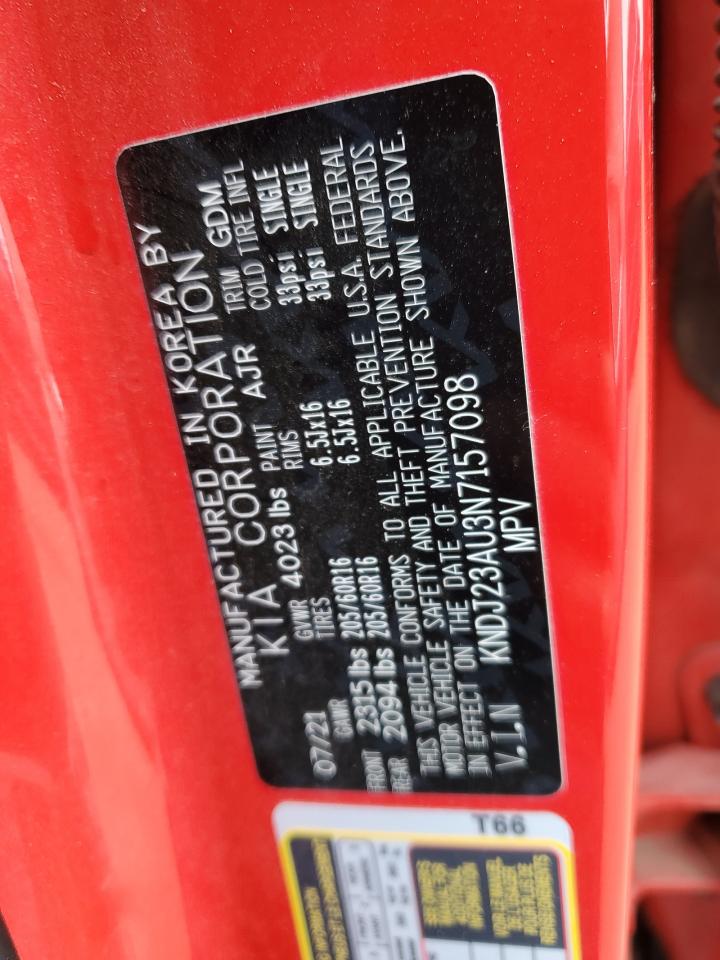 MANUFACTURED IN KOREA BY
KIA CORPORATION
07/21 GVWR 4023 lbs PAINT AJR TRIM GDM
GAWR TIRES RIMS COLD TIRE INFL
FRONT 2315 lbs 205/60R16 6.5Jx16 33psi SINGLE
REAR 2094 lbs 205/60R16 6.5Jx16 33psi SINGLE
THIS VEHICLE CONFORMS TO ALL APPLICABLE U.S.A. FEDERAL
MOTOR VEHICLE SAFETY AND THEFT PREVENTION STANDARDS
IN EFFECT ON THE DATE OF MANUFACTURE SHOWN ABOVE.
V.I.N KNDJ23AU3N7157098
MPV
T66